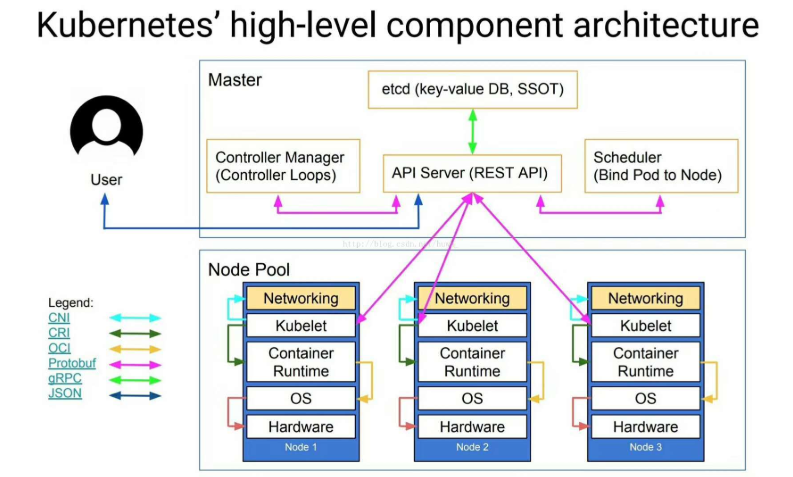 Kubernetes’ high-level component architecture
Master
etcd (key-value DB, SSOT)
Controller Manager
(Controller Loops)
API Server (REST API)
Scheduler
(Bind Pod to Node)
User
Node Pool
Legend:
CNI
CRI
OCI
Protobuf
gRPC
JSON
Networking
Kubelet
Container
Runtime
OS
Hardware
Node 1
Networking
Kubelet
Container
Runtime
OS
Hardware
Node 2
Networking
Kubelet
Container
Runtime
OS
Hardware
Node 3